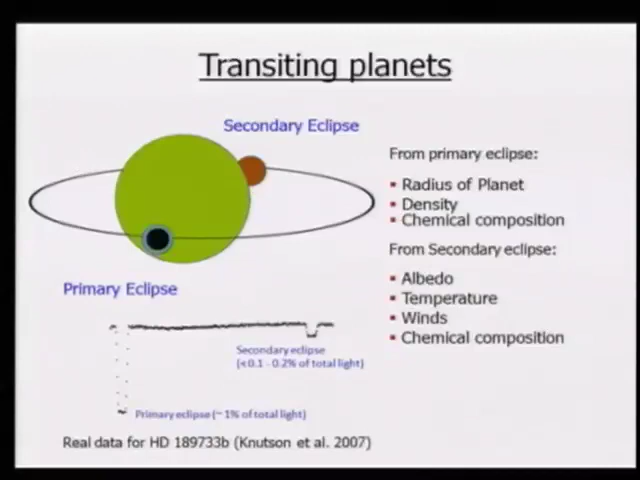 Transiting planets
Secondary Eclipse
Primary Eclipse
From primary eclipse:
▪ Radius of Planet
▪ Density
▪ Chemical composition
From Secondary eclipse:
▪ Albedo
▪ Temperature
▪ Winds
▪ Chemical composition
Secondary eclipse
(<0.1 - 0.2% of total light)
Primary eclipse (~ 1% of total light)
Real data for HD 189733b (Knutson et al. 2007)